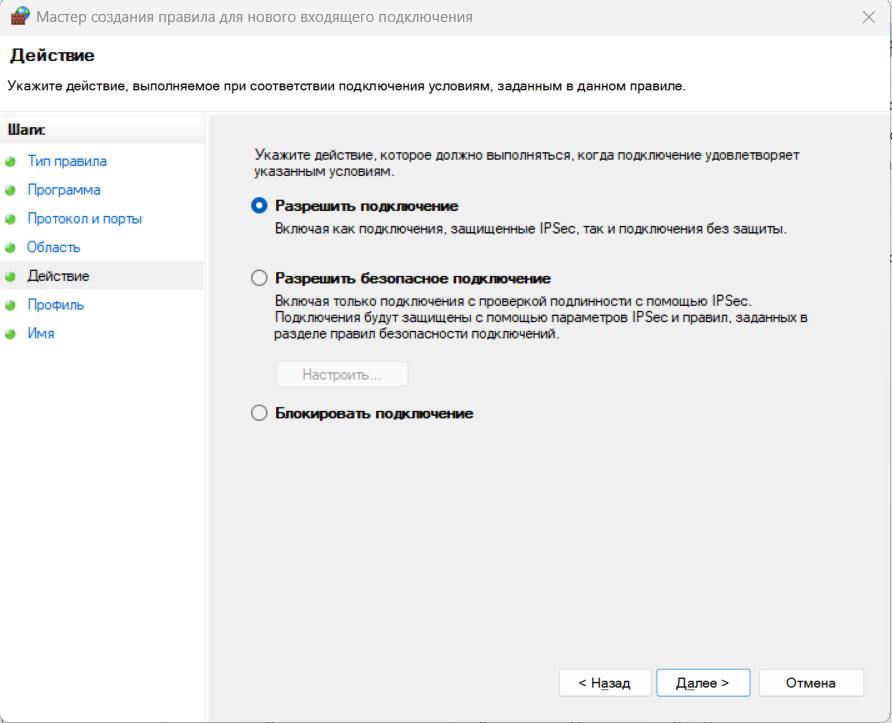 Мастер создания правила для нового входящего подключения
Действие
Укажите действие, выполняемое при соответствии подключения условиям, заданным в данном правиле.
Шаги:
Тип правила
Программа
Протокол и порты
Область
Действие
Профиль
Имя
Укажите действие, которое должно выполняться, когда подключение удовлетворяет
указанным условиям.
Разрешить подключение
Включая как подключения, защищенные IPSec, так и подключения без защиты.
Разрешить безопасное подключение
Включая только подключения с проверкой подлинности с помощью IPSec.
Подключения будут защищены с помощью параметров IPSec и правил, заданных в
разделе правил безопасности подключений.
Настроить...
Блокировать подключение
< Назад
Далее >
Отмена